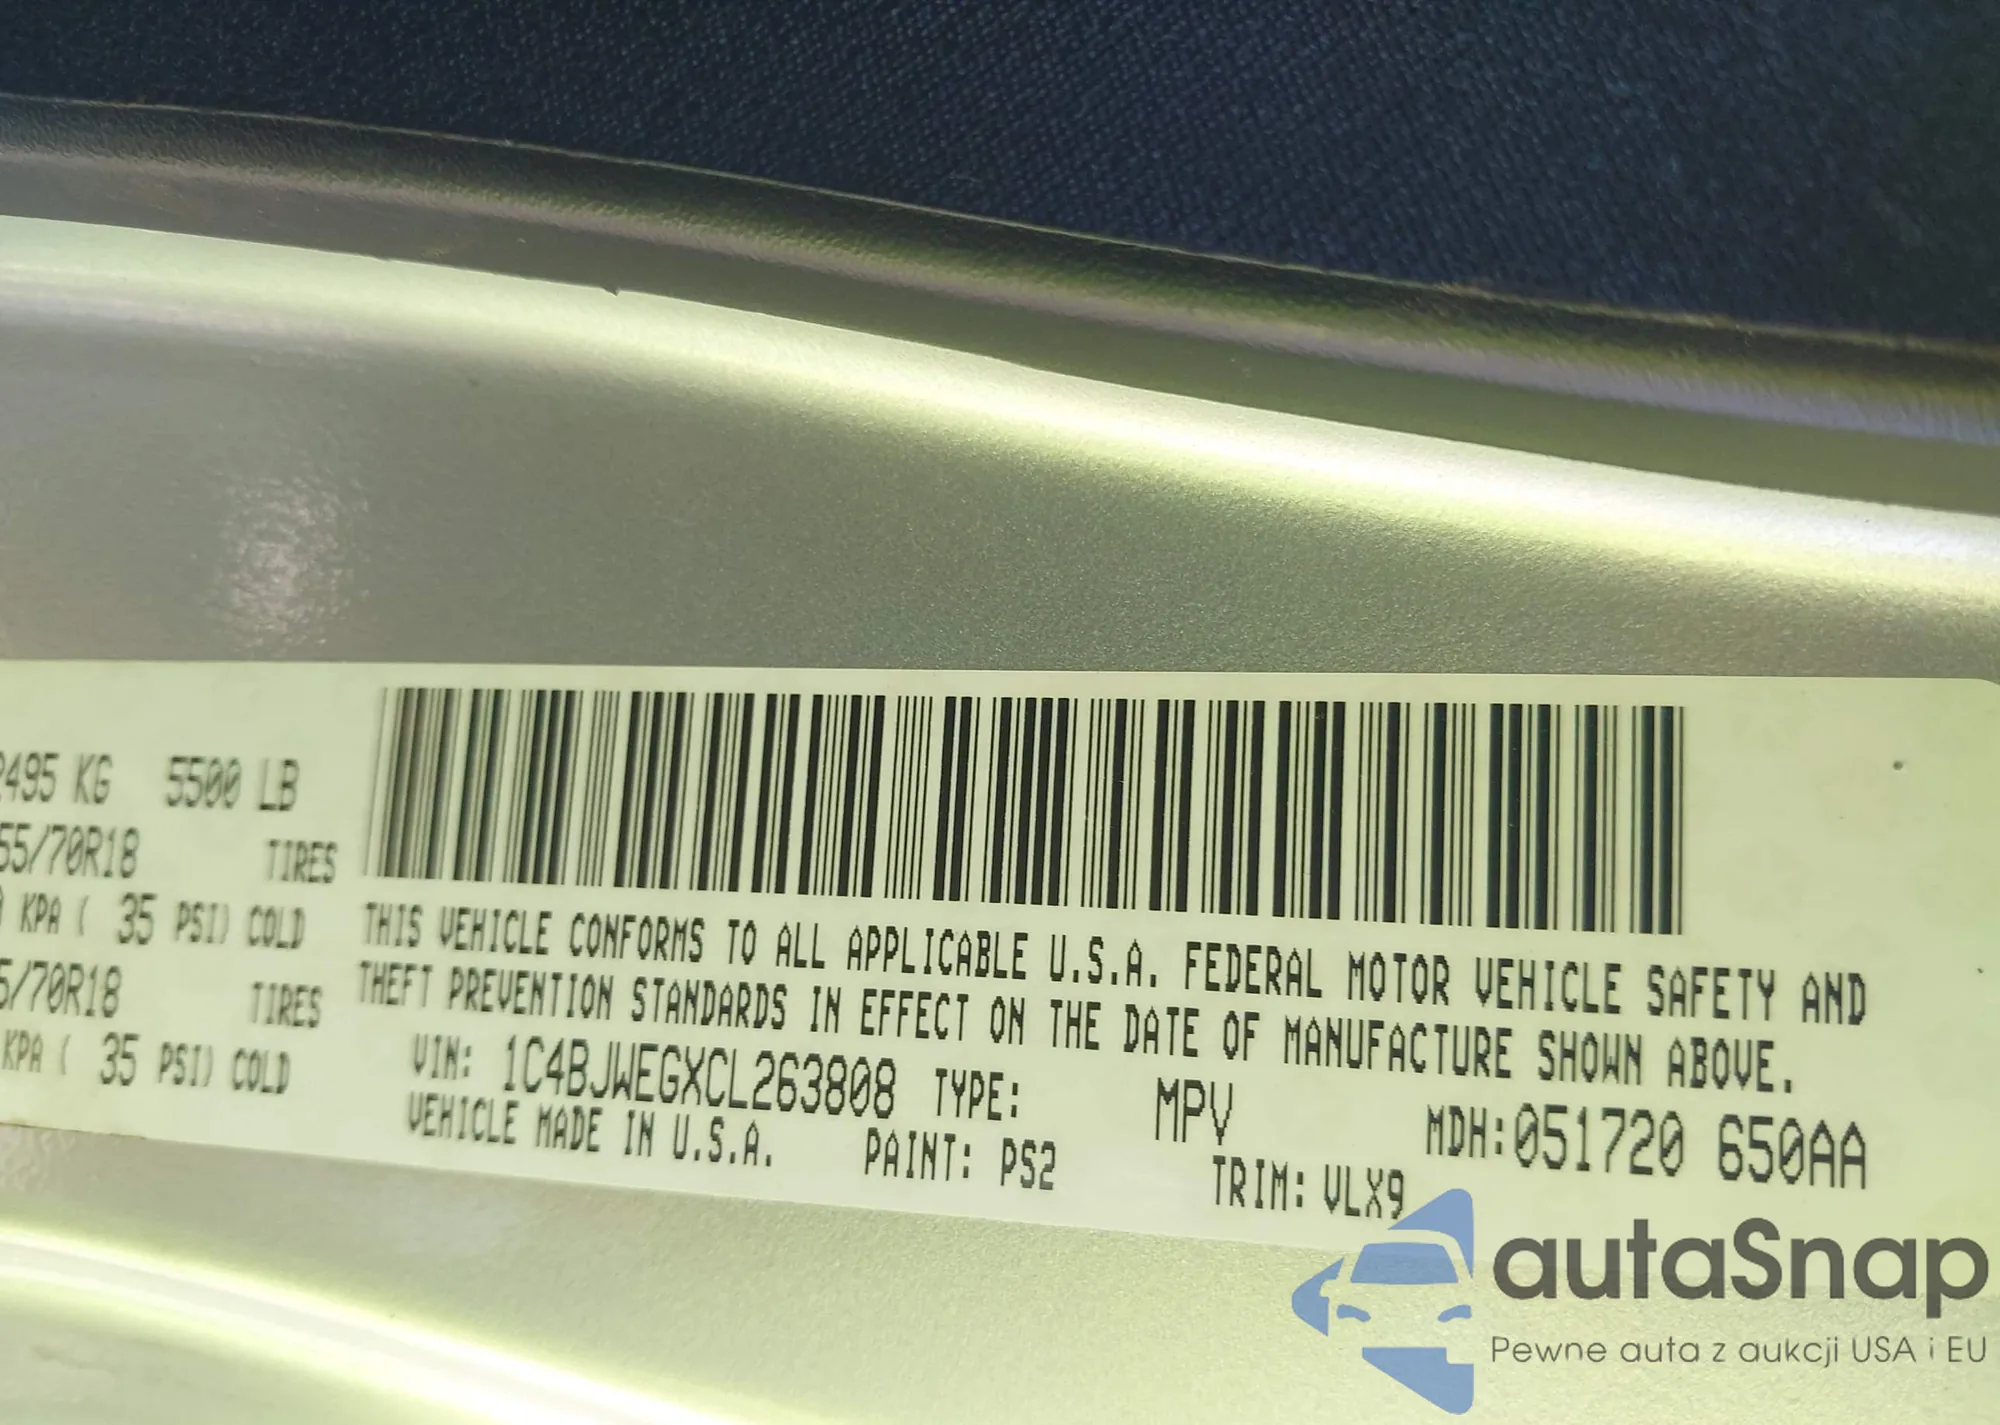 2495 KG 5500 LB
55/70R18 TIRES
KPA ( 35 PSI) COLD
5/70R18 TIRES
KPA ( 35 PSI) COLD
THIS VEHICLE CONFORMS TO ALL APPLICABLE U.S.A. FEDERAL MOTOR VEHICLE SAFETY AND
THEFT PREVENTION STANDARDS IN EFFECT ON THE DATE OF MANUFACTURE SHOWN ABOVE.
VIN: 1C4BJWEGXCL263808 TYPE: MPV MDH:051720 650AA
VEHICLE MADE IN U.S.A. PAINT: PS2 TRIM: VLX9
autaSnap
Pewne auta z aukcji USA i EU